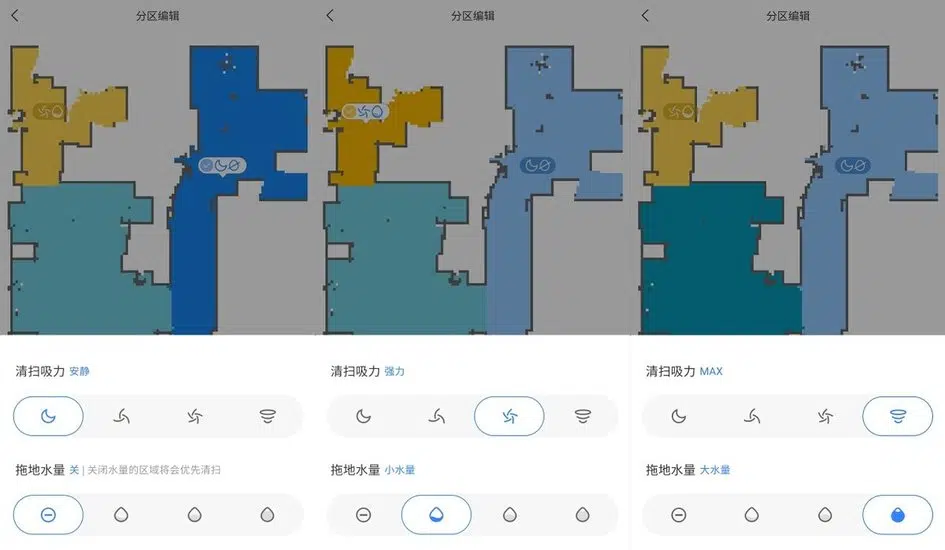 分区编辑
清扫吸力 安静
拖地水量 关 | 关闭水量的区域将会优先清扫
分区编辑
清扫吸力 强力
拖地水量 小水量
分区编辑
清扫吸力 MAX
拖地水量 大水量